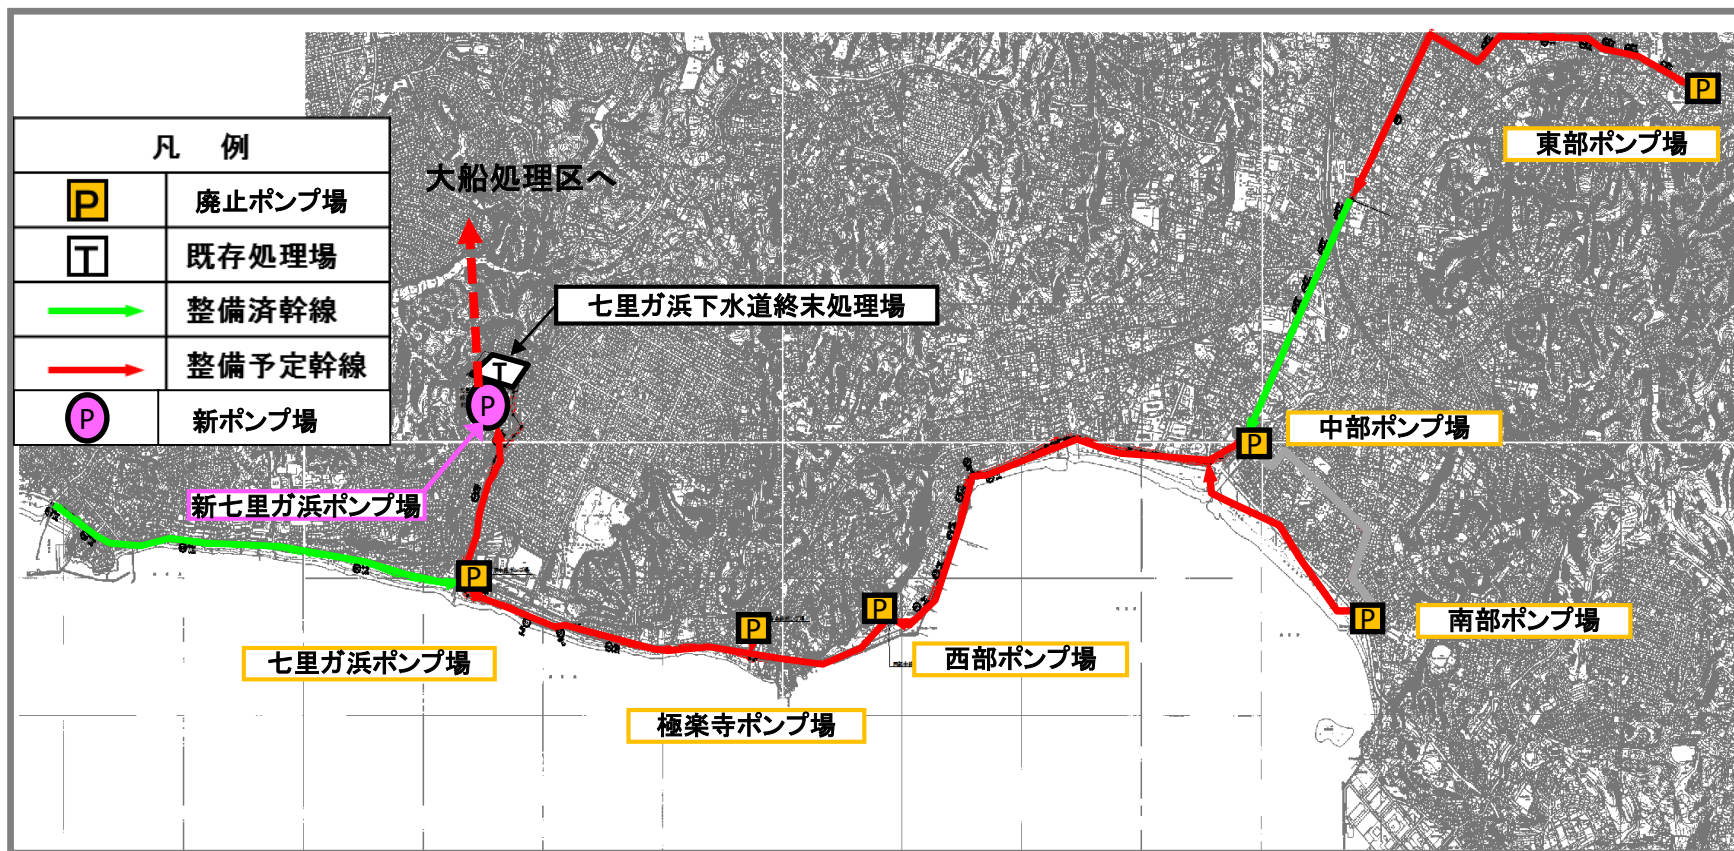 凡 例
P 廃止ポンプ場
T 既存処理場
整備済幹線
整備予定幹線
P 新ポンプ場
大船処理区へ
七里ガ浜下水道終末処理場
T
P
新七里ガ浜ポンプ場
P
東部ポンプ場
P
中部ポンプ場
P
南部ポンプ場
P
西部ポンプ場
P
極楽寺ポンプ場
P
七里ガ浜ポンプ場